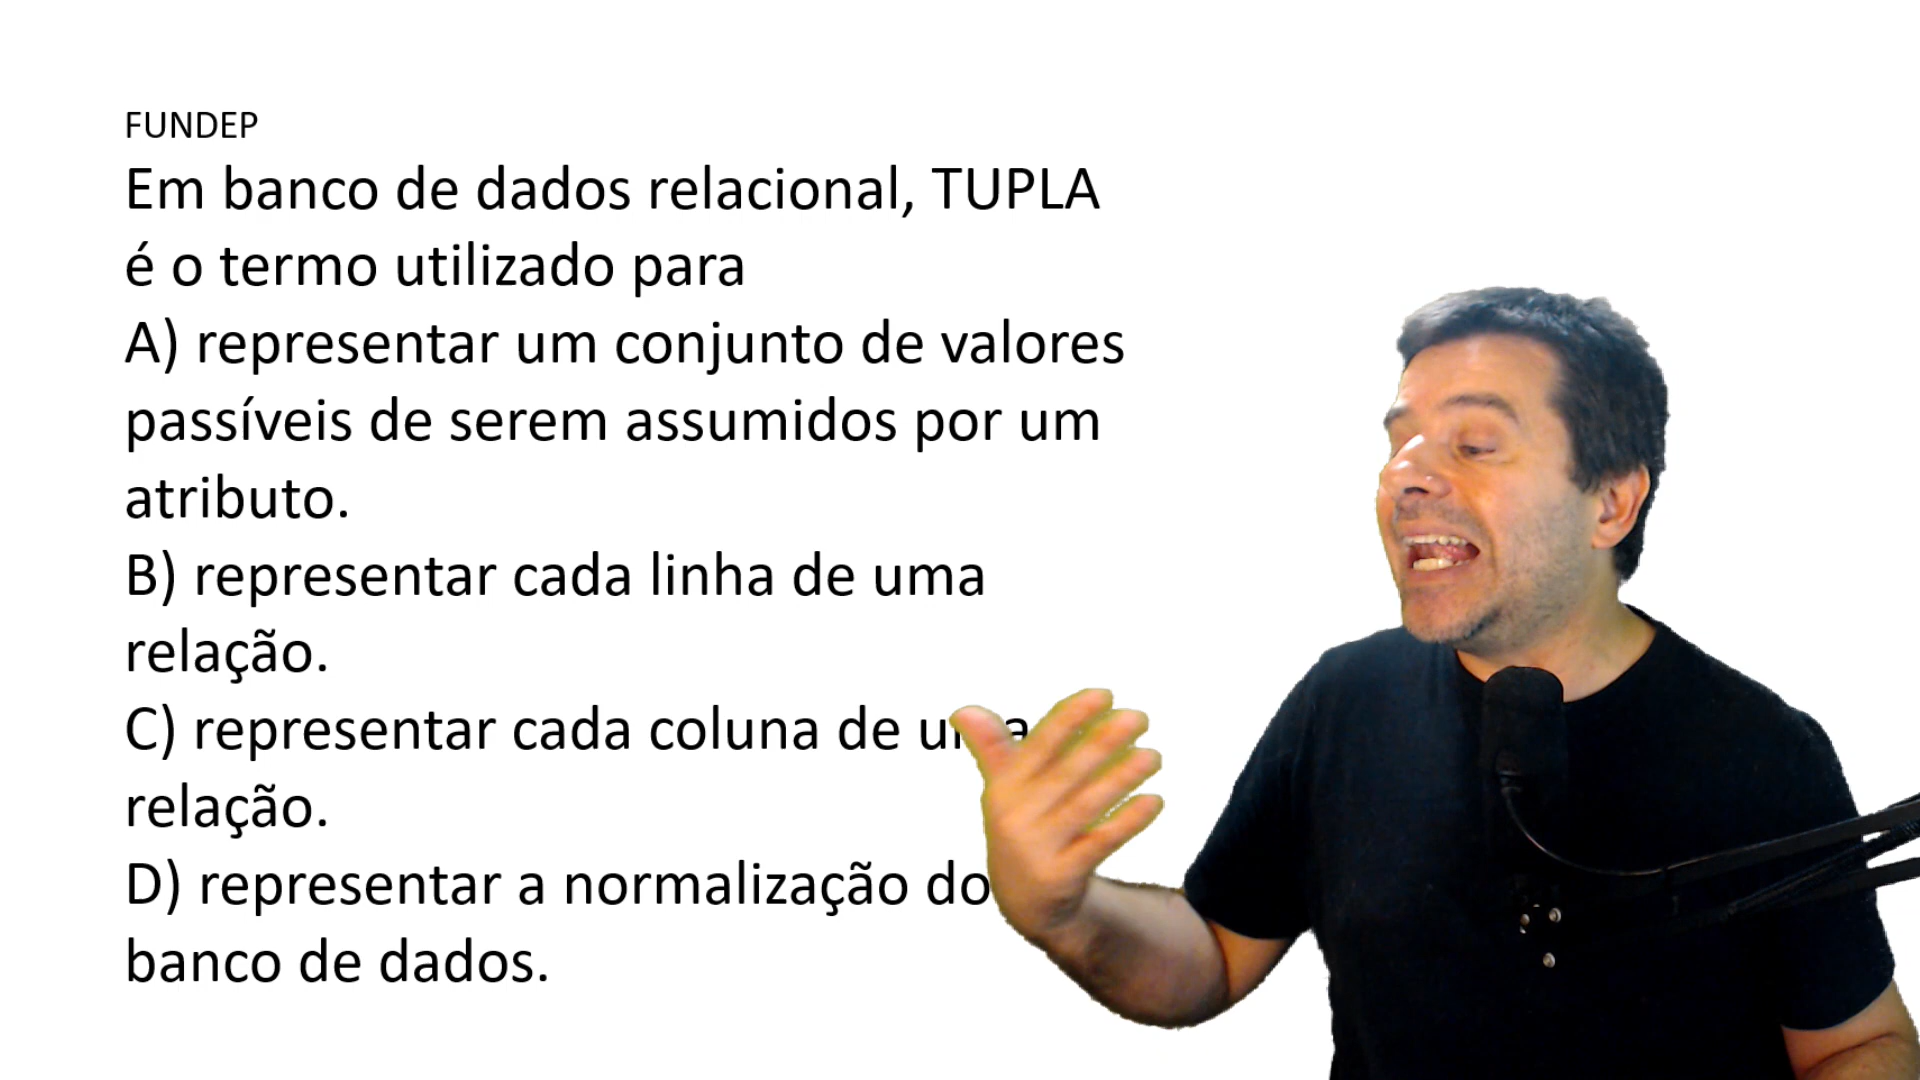 FUNDEP
Em banco de dados relacional, TUPLA
é o termo utilizado para
A) representar um conjunto de valores
passíveis de serem assumidos por um
atributo.
B) representar cada linha de uma
relação.
C) representar cada coluna de uma
relação.
D) representar a normalização do
banco de dados.